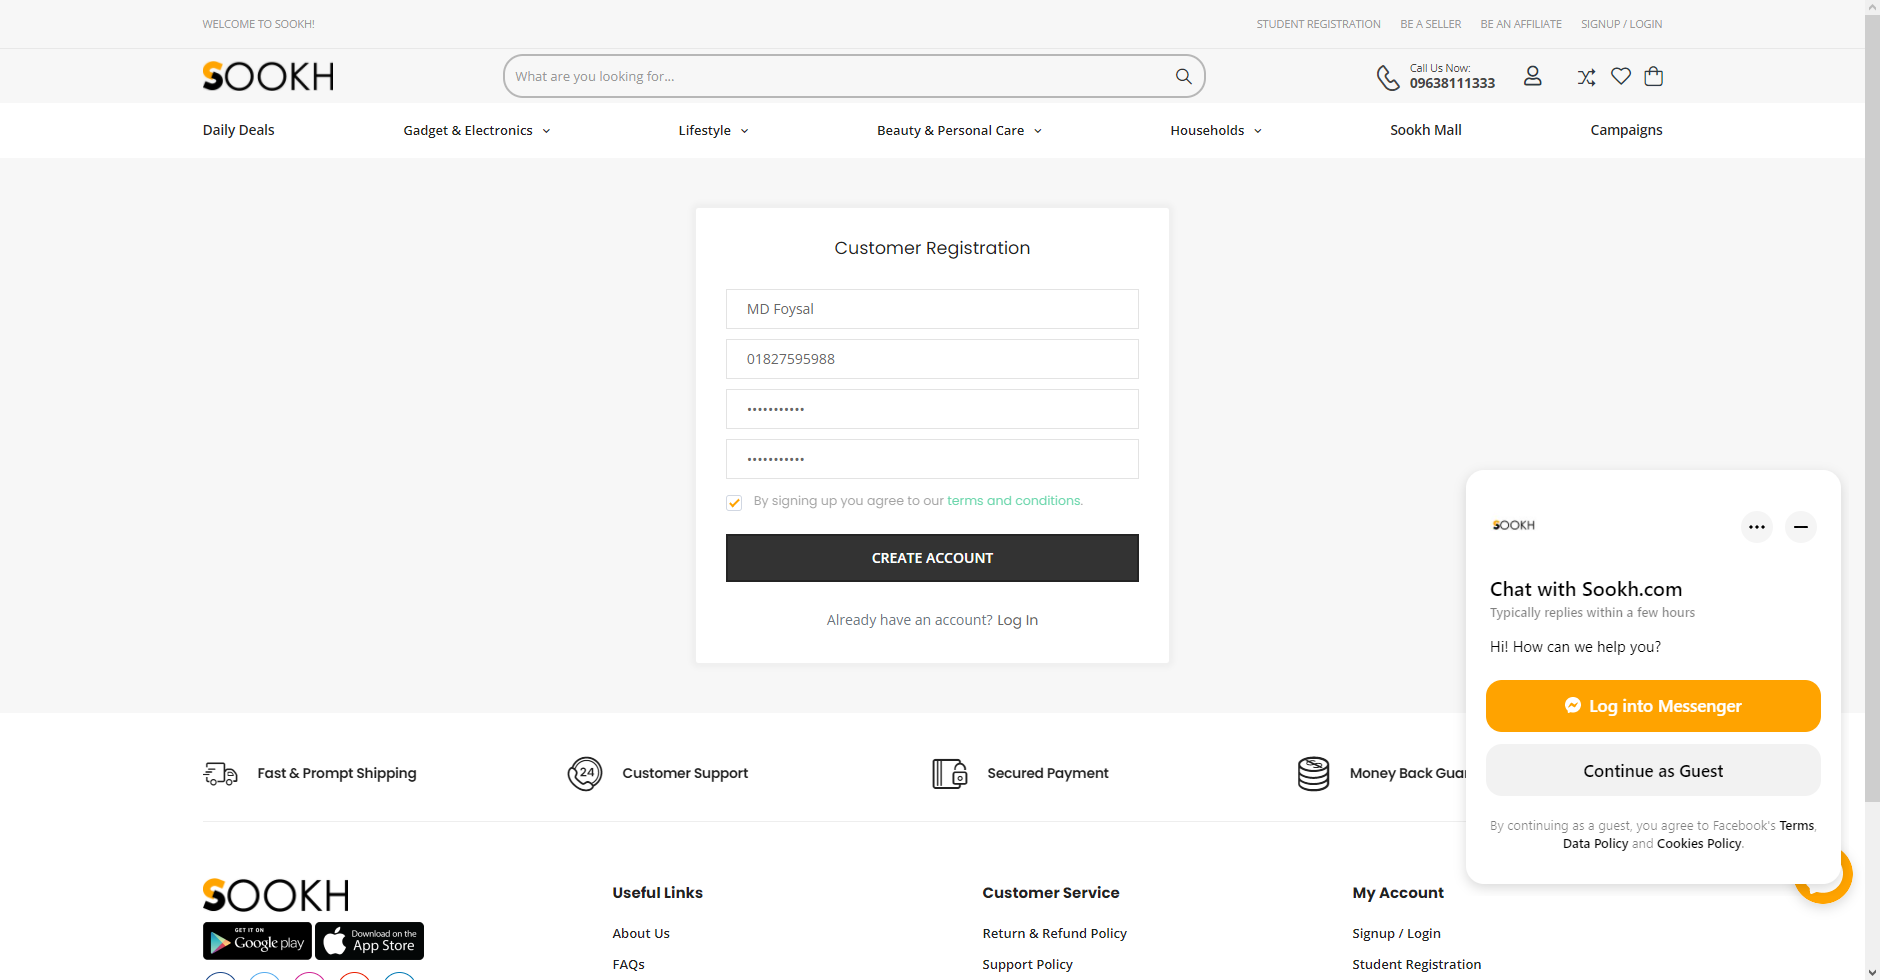 WELCOME TO SOOKH!
STUDENT REGISTRATION BE A SELLER BE AN AFFILIATE SIGNUP / LOGIN
SOOKH
What are you looking for...
Call Us Now:
09638111333
Daily Deals Gadget & Electronics Lifestyle Beauty & Personal Care Households Sookh Mall Campaigns
Customer Registration
MD Foysal
01827595988
•••••••••••
•••••••••••
By signing up you agree to our terms and conditions.
CREATE ACCOUNT
Already have an account? Log In
SOOKH
Chat with Sookh.com
Typically replies within a few hours
Hi! How can we help you?
Log into Messenger
Continue as Guest
By continuing as a guest, you agree to Facebook's Terms,
Data Policy and Cookies Policy.
Fast & Prompt Shipping
24
Customer Support
Secured Payment
Money Back Guar
SOOKH
GET IT ON
Google play
Download on the
App Store
Useful Links
About Us
FAQs
Customer Service
Return & Refund Policy
Support Policy
My Account
Signup / Login
Student Registration